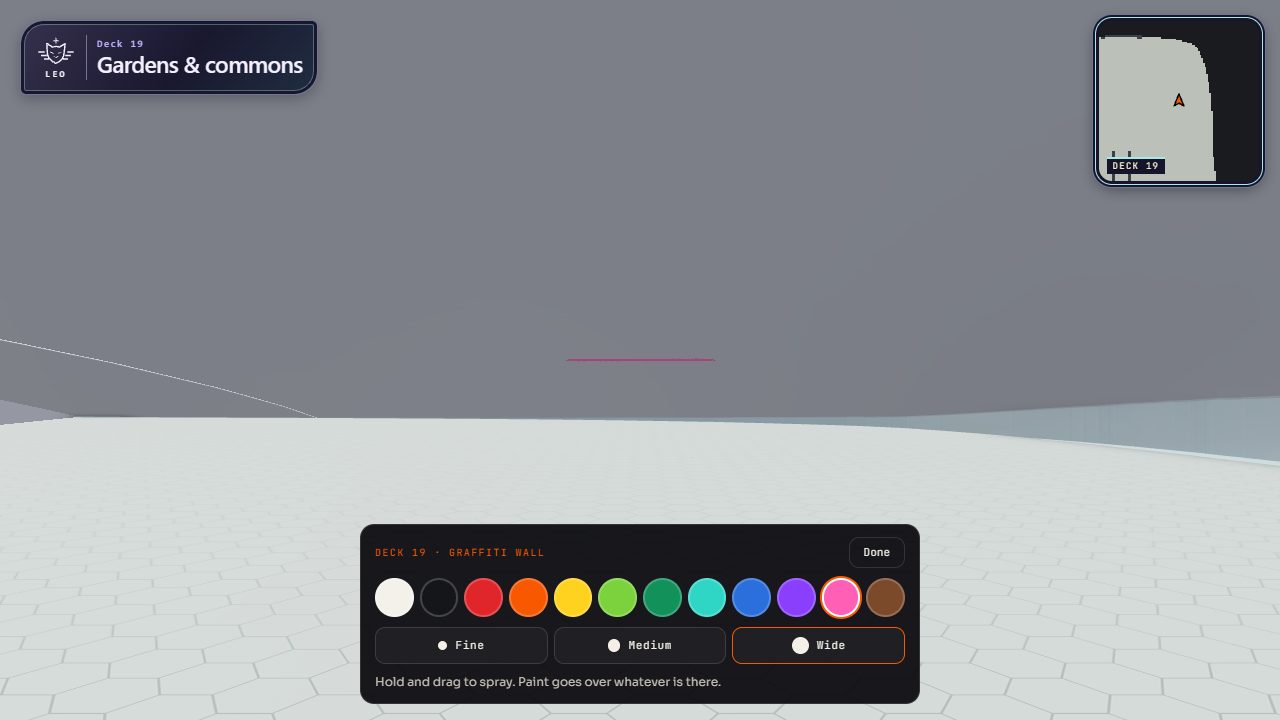 LEO
Deck 19
Gardens & commons
DECK 19
DECK 19 · GRAFFITI WALL
Done
Fine
Medium
Wide
Hold and drag to spray. Paint goes over whatever is there.